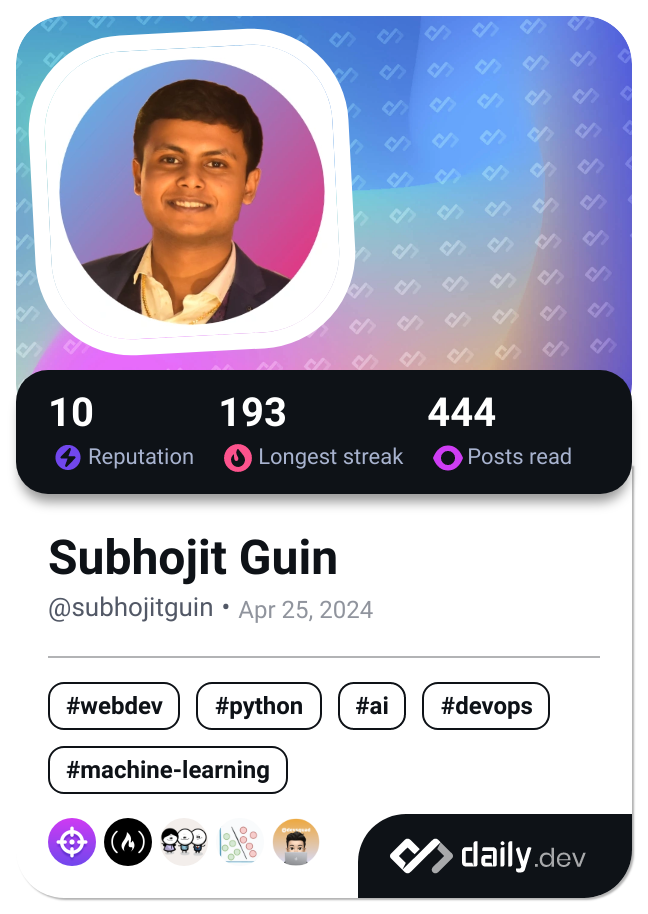 10 193 444
Reputation Longest streak Posts read
Subhojit Guin
@subhojitguin • Apr 25, 2024
#webdev #python #ai #devops
#machine-learning
daily.dev